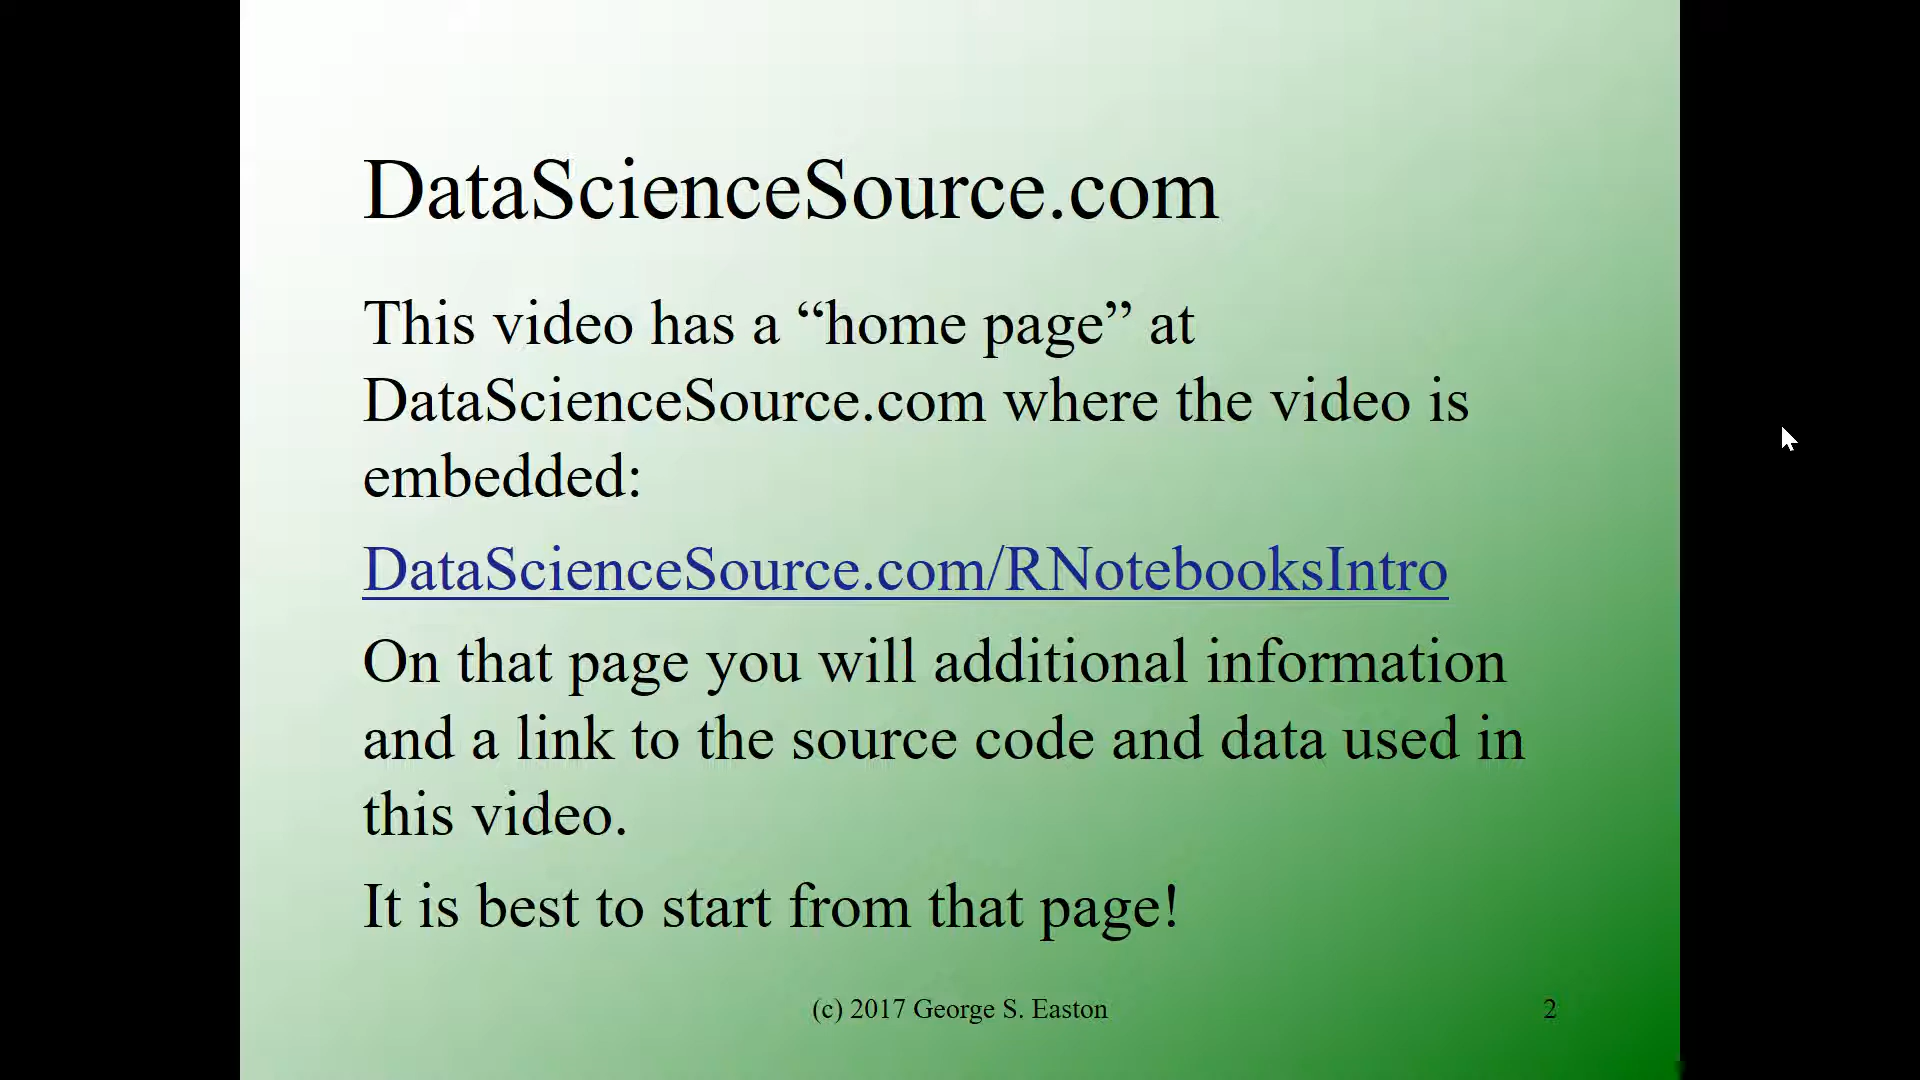 DataScienceSource.com
This video has a “home page” at
DataScienceSource.com where the video is
embedded:
DataScienceSource.com/RNotebooksIntro
On that page you will additional information
and a link to the source code and data used in
this video.
It is best to start from that page!
(c) 2017 George S. Easton
2